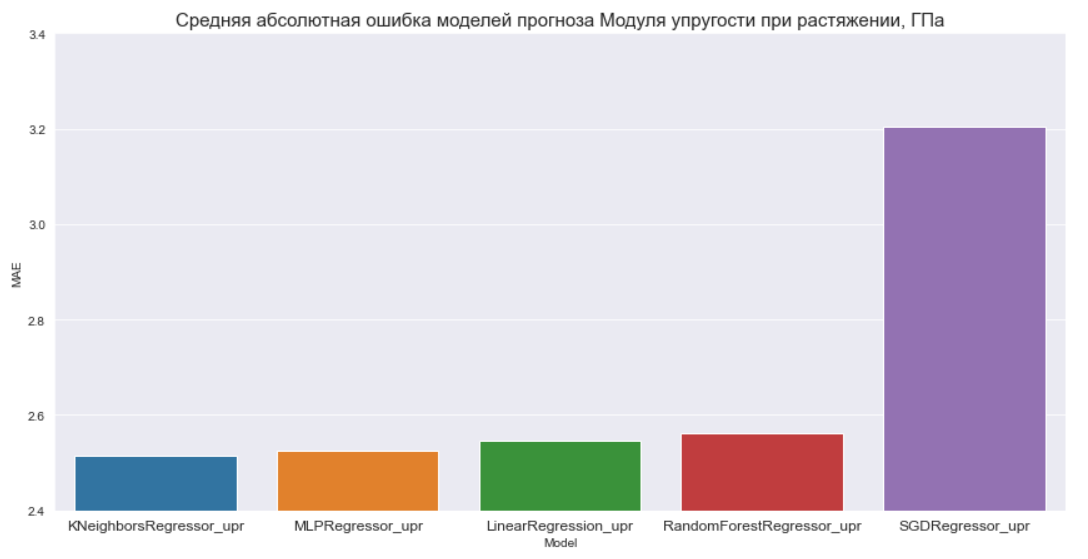 Средняя абсолютная ошибка моделей прогноза Модуля упругости при растяжении, ГПа
3.4
3.2
3.0
2.8
2.6
2.4
MAE
KNeighborsRegressor_upr MLPRegressor_upr LinearRegression_upr RandomForestRegressor_upr SGDRegressor_upr
Model